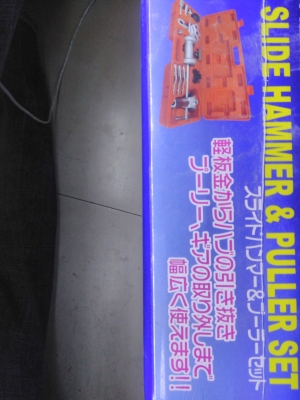 SLIDE HAMMER & PULLER SET
スライドハンマー&プーラーセット
軽板金からハブの引き抜き
プーリー、ギアの取り外しまで
幅広く使えます!!